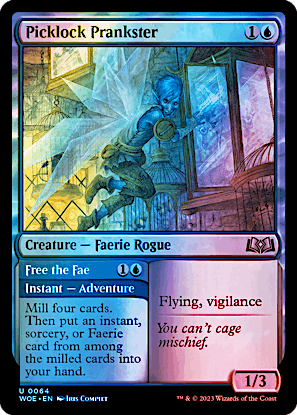 Picklock Prankster 1
Creature — Faerie Rogue
Free the Fae 1
Instant — Adventure
Mill four cards.
Then put an instant,
sorcery, or Faerie
card from among
the milled cards into
your hand.
Flying, vigilance
You can't cage
mischief.
1/3
U 0064
WOE • EN Iris Compiet
™ & © 2023 Wizards of the Coast